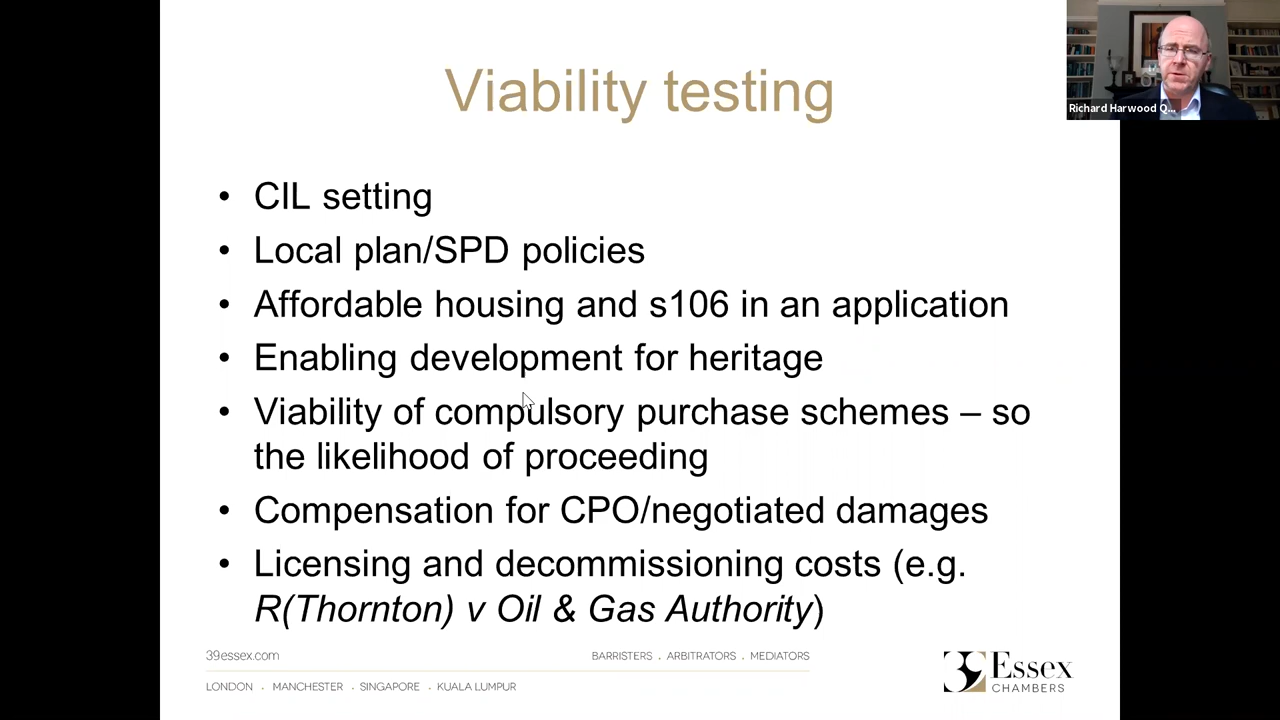 Viability testing
Richard Harwood Q...
• CIL setting
• Local plan/SPD policies
• Affordable housing and s106 in an application
• Enabling development for heritage
• Viability of compulsory purchase schemes – so
the likelihood of proceeding
• Compensation for CPO/negotiated damages
• Licensing and decommissioning costs (e.g.
R(Thornton) v Oil & Gas Authority)
39essex.com
BARRISTERS . ARBITRATORS . MEDIATORS
LONDON . MANCHESTER . SINGAPORE . KUALA LUMPUR
39 Essex
CHAMBERS